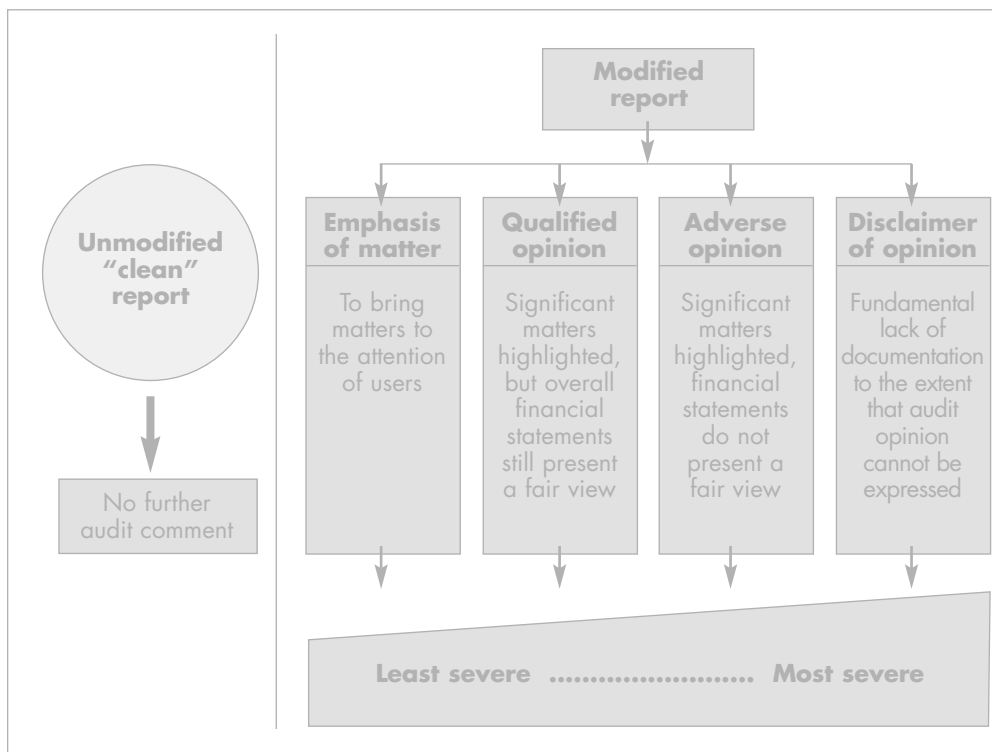 Unmodified
“clean”
report
No further
audit comment
Modified
report
Emphasis
of matter
To bring
matters to
the attention
of users
Qualified
opinion
Significant
matters
highlighted,
but overall
financial
statements
still present
a fair view
Adverse
opinion
Significant
matters
highlighted,
financial
statements
do not
present a
fair view
Disclaimer
of opinion
Fundamental
lack of
documentation
to the extent
that audit
opinion
cannot be
expressed
Least severe ........................ Most severe